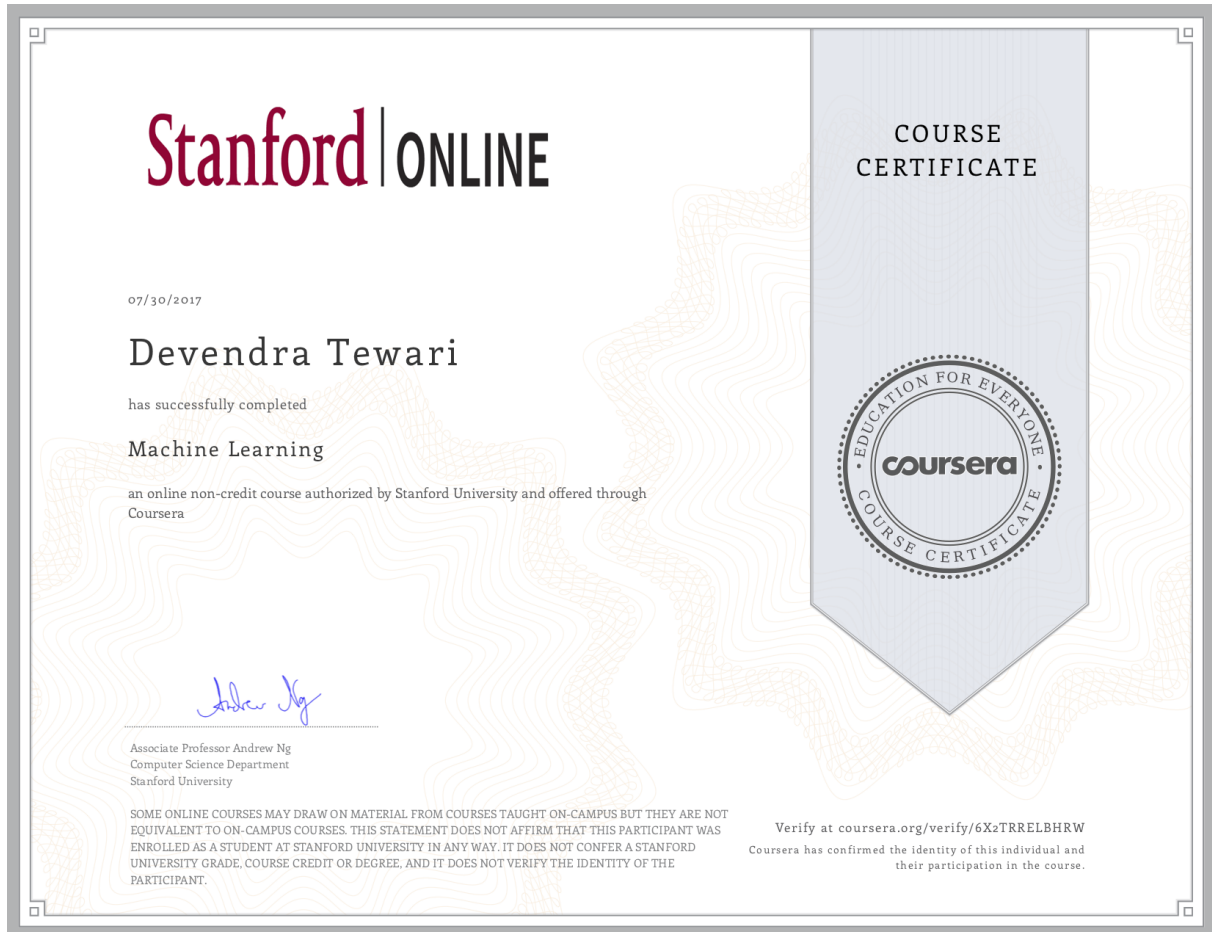 Stanford | ONLINE
COURSE
CERTIFICATE
07/30/2017
Devendra Tewari
has successfully completed
Machine Learning
an online non-credit course authorized by Stanford University and offered through
Coursera
EDUCATION FOR EVERYONE
coursera
COURSE CERTIFICATE
Andrew Ng
Associate Professor Andrew Ng
Computer Science Department
Stanford University
SOME ONLINE COURSES MAY DRAW ON MATERIAL FROM COURSES TAUGHT ON-CAMPUS BUT THEY ARE NOT
EQUIVALENT TO ON-CAMPUS COURSES. THIS STATEMENT DOES NOT AFFIRM THAT THIS PARTICIPANT WAS
ENROLLED AS A STUDENT AT STANFORD UNIVERSITY IN ANY WAY. IT DOES NOT CONFER A STANFORD
UNIVERSITY GRADE, COURSE CREDIT OR DEGREE, AND IT DOES NOT VERIFY THE IDENTITY OF THE
PARTICIPANT.
Verify at coursera.org/verify/6X2TRRELBHRW
Coursera has confirmed the identity of this individual and
their participation in the course.